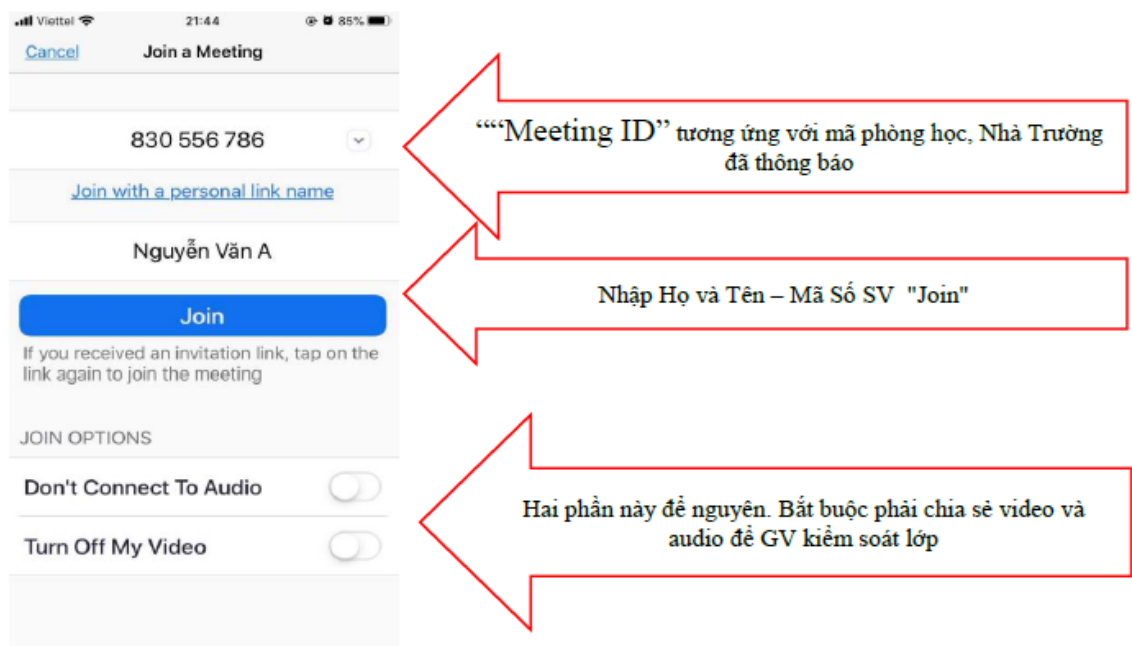 Viettel 21:44 85%
Cancel Join a Meeting
830 556 786
Join with a personal link name
Nguyễn Văn A
Join
If you received an invitation link, tap on the
link again to join the meeting
JOIN OPTIONS
Don't Connect To Audio
Turn Off My Video
““Meeting ID” tương ứng với mã phòng học, Nhà Trường
đã thông báo
Nhập Họ và Tên – Mã Số SV "Join"
Hai phần này để nguyên. Bắt buộc phải chia sẻ video và
audio để GV kiểm soát lớp